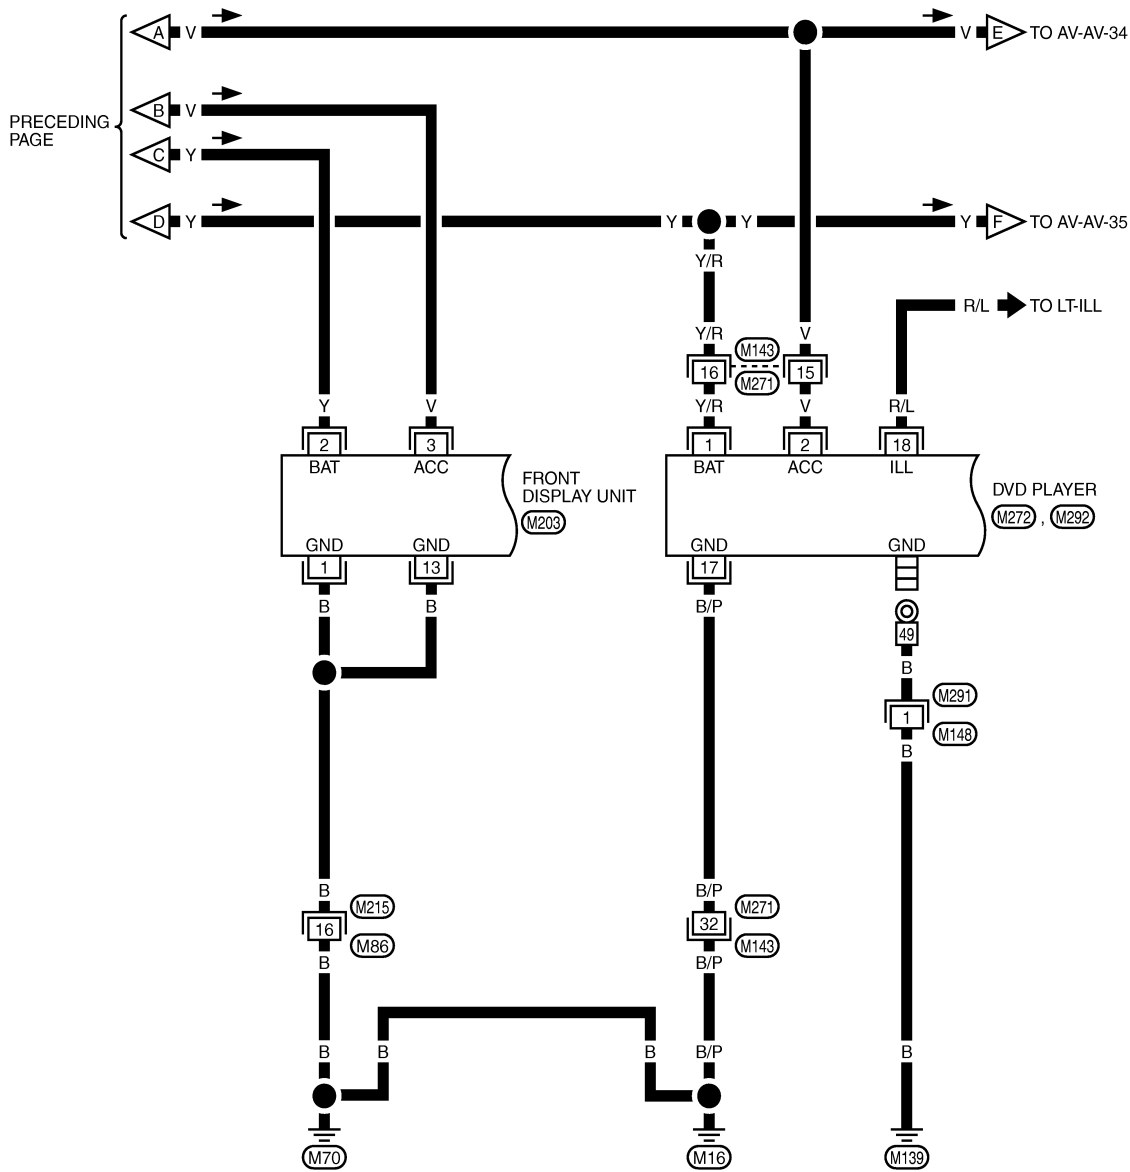 A V V E TO AV-AV-34
B V
PRECEDING
PAGE
C Y
D Y Y Y Y F TO AV-AV-35
Y/R
R/L TO LT-ILL
Y/R V
M143
16 15
M271
Y V Y/R V R/L
2 3 1 2 18
BAT ACC BAT ACC ILL
FRONT
DISPLAY UNIT
M203
DVD PLAYER
M272 , M292
GND GND GND GND
1 13 17
B B B/P
49
B
M291
1
M148
B
B B/P
M215 M271
16 32
M86 M143
B B/P
B B B B/P B
M70 M16 M139